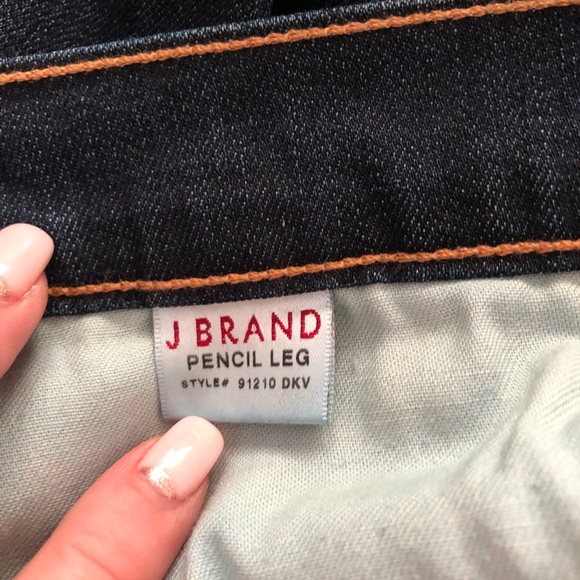 J BRAND
PENCIL LEG
STYLE# 91210 DKV